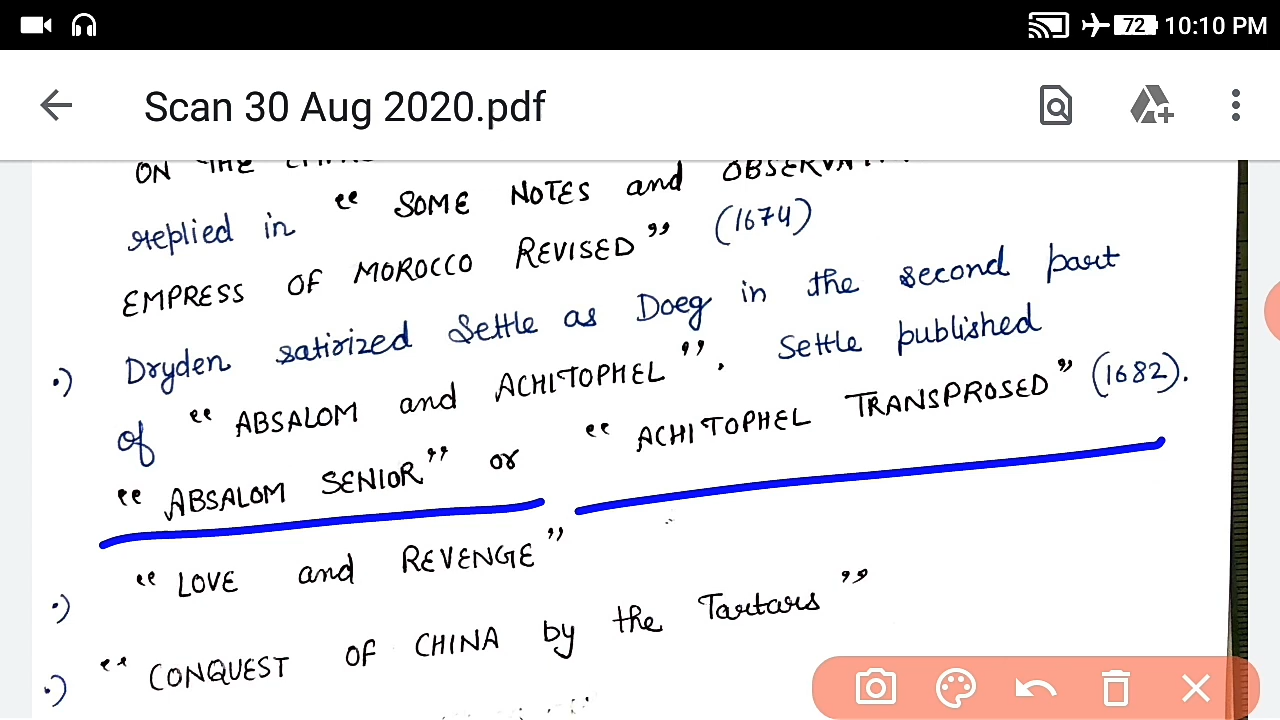 72 10:10 PM
Scan 30 Aug 2020.pdf
ON THE
replied in "SOME NOTES and
EMPRESS OF MOROCCO REVISED" (1674)
•) Dryden satirized Settle as Doeg in the second part
of "ABSALOM and ACHITOPHEL". Settle published
"ABSALOM SENIOR" or "ACHITOPHEL TRANSPROSED" (1682).
•) "LOVE and REVENGE"
•) "CONQUEST OF CHINA by the Tartars"